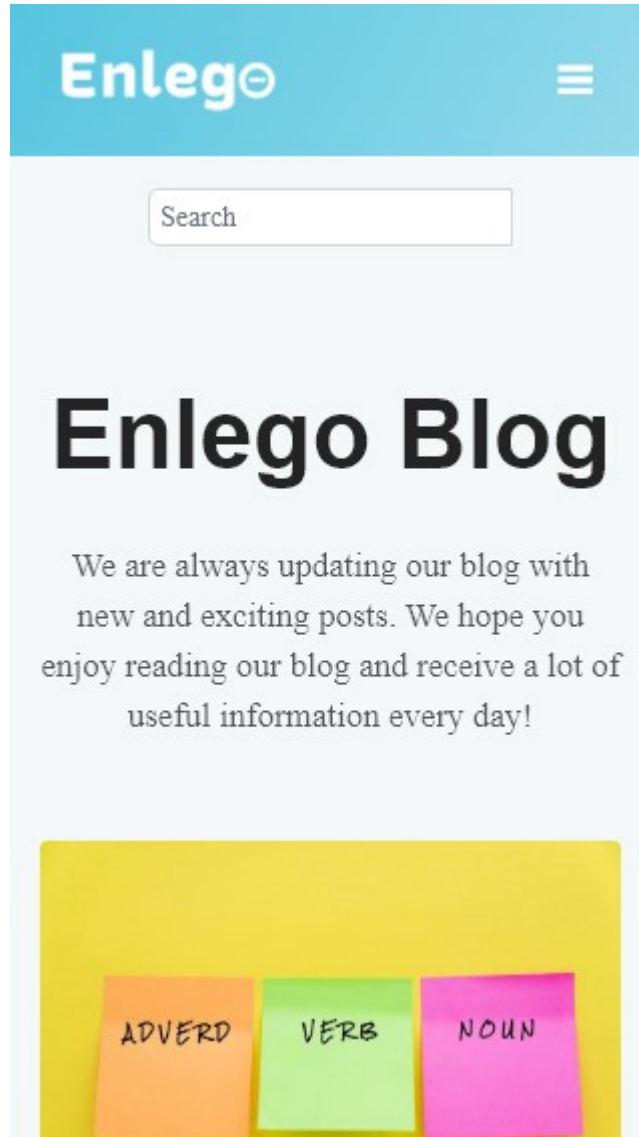 Enlego
Search
Enlego Blog
We are always updating our blog with
new and exciting posts. We hope you
enjoy reading our blog and receive a lot of
useful information every day!
ADVERD VERB NOUN